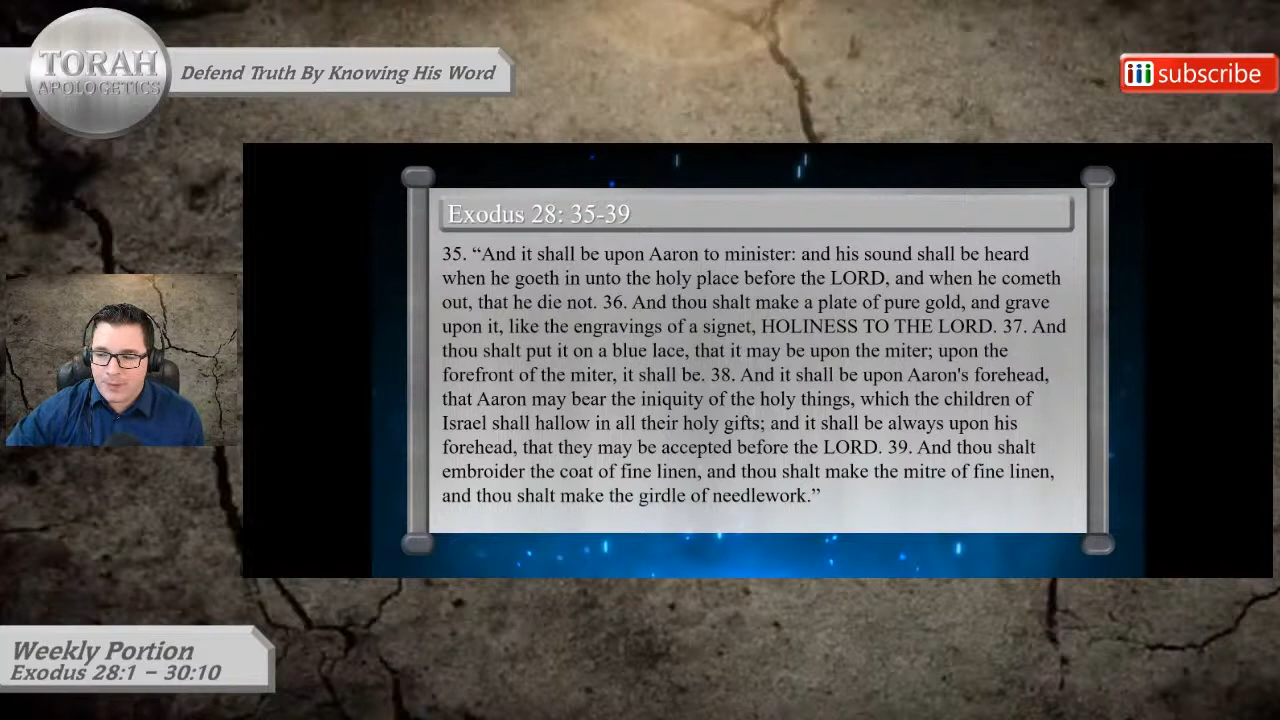 TORAH
APOLOGETICS
Defend Truth By Knowing His Word
subscribe
Exodus 28: 35-39
35. “And it shall be upon Aaron to minister: and his sound shall be heard
when he goeth in unto the holy place before the LORD, and when he cometh
out, that he die not. 36. And thou shalt make a plate of pure gold, and grave
upon it, like the engravings of a signet, HOLINESS TO THE LORD. 37. And
thou shalt put it on a blue lace, that it may be upon the miter; upon the
forefront of the miter, it shall be. 38. And it shall be upon Aaron's forehead,
that Aaron may bear the iniquity of the holy things, which the children of
Israel shall hallow in all their holy gifts; and it shall be always upon his
forehead, that they may be accepted before the LORD. 39. And thou shalt
embroider the coat of fine linen, and thou shalt make the mitre of fine linen,
and thou shalt make the girdle of needlework.”
Weekly Portion
Exodus 28:1 – 30:10